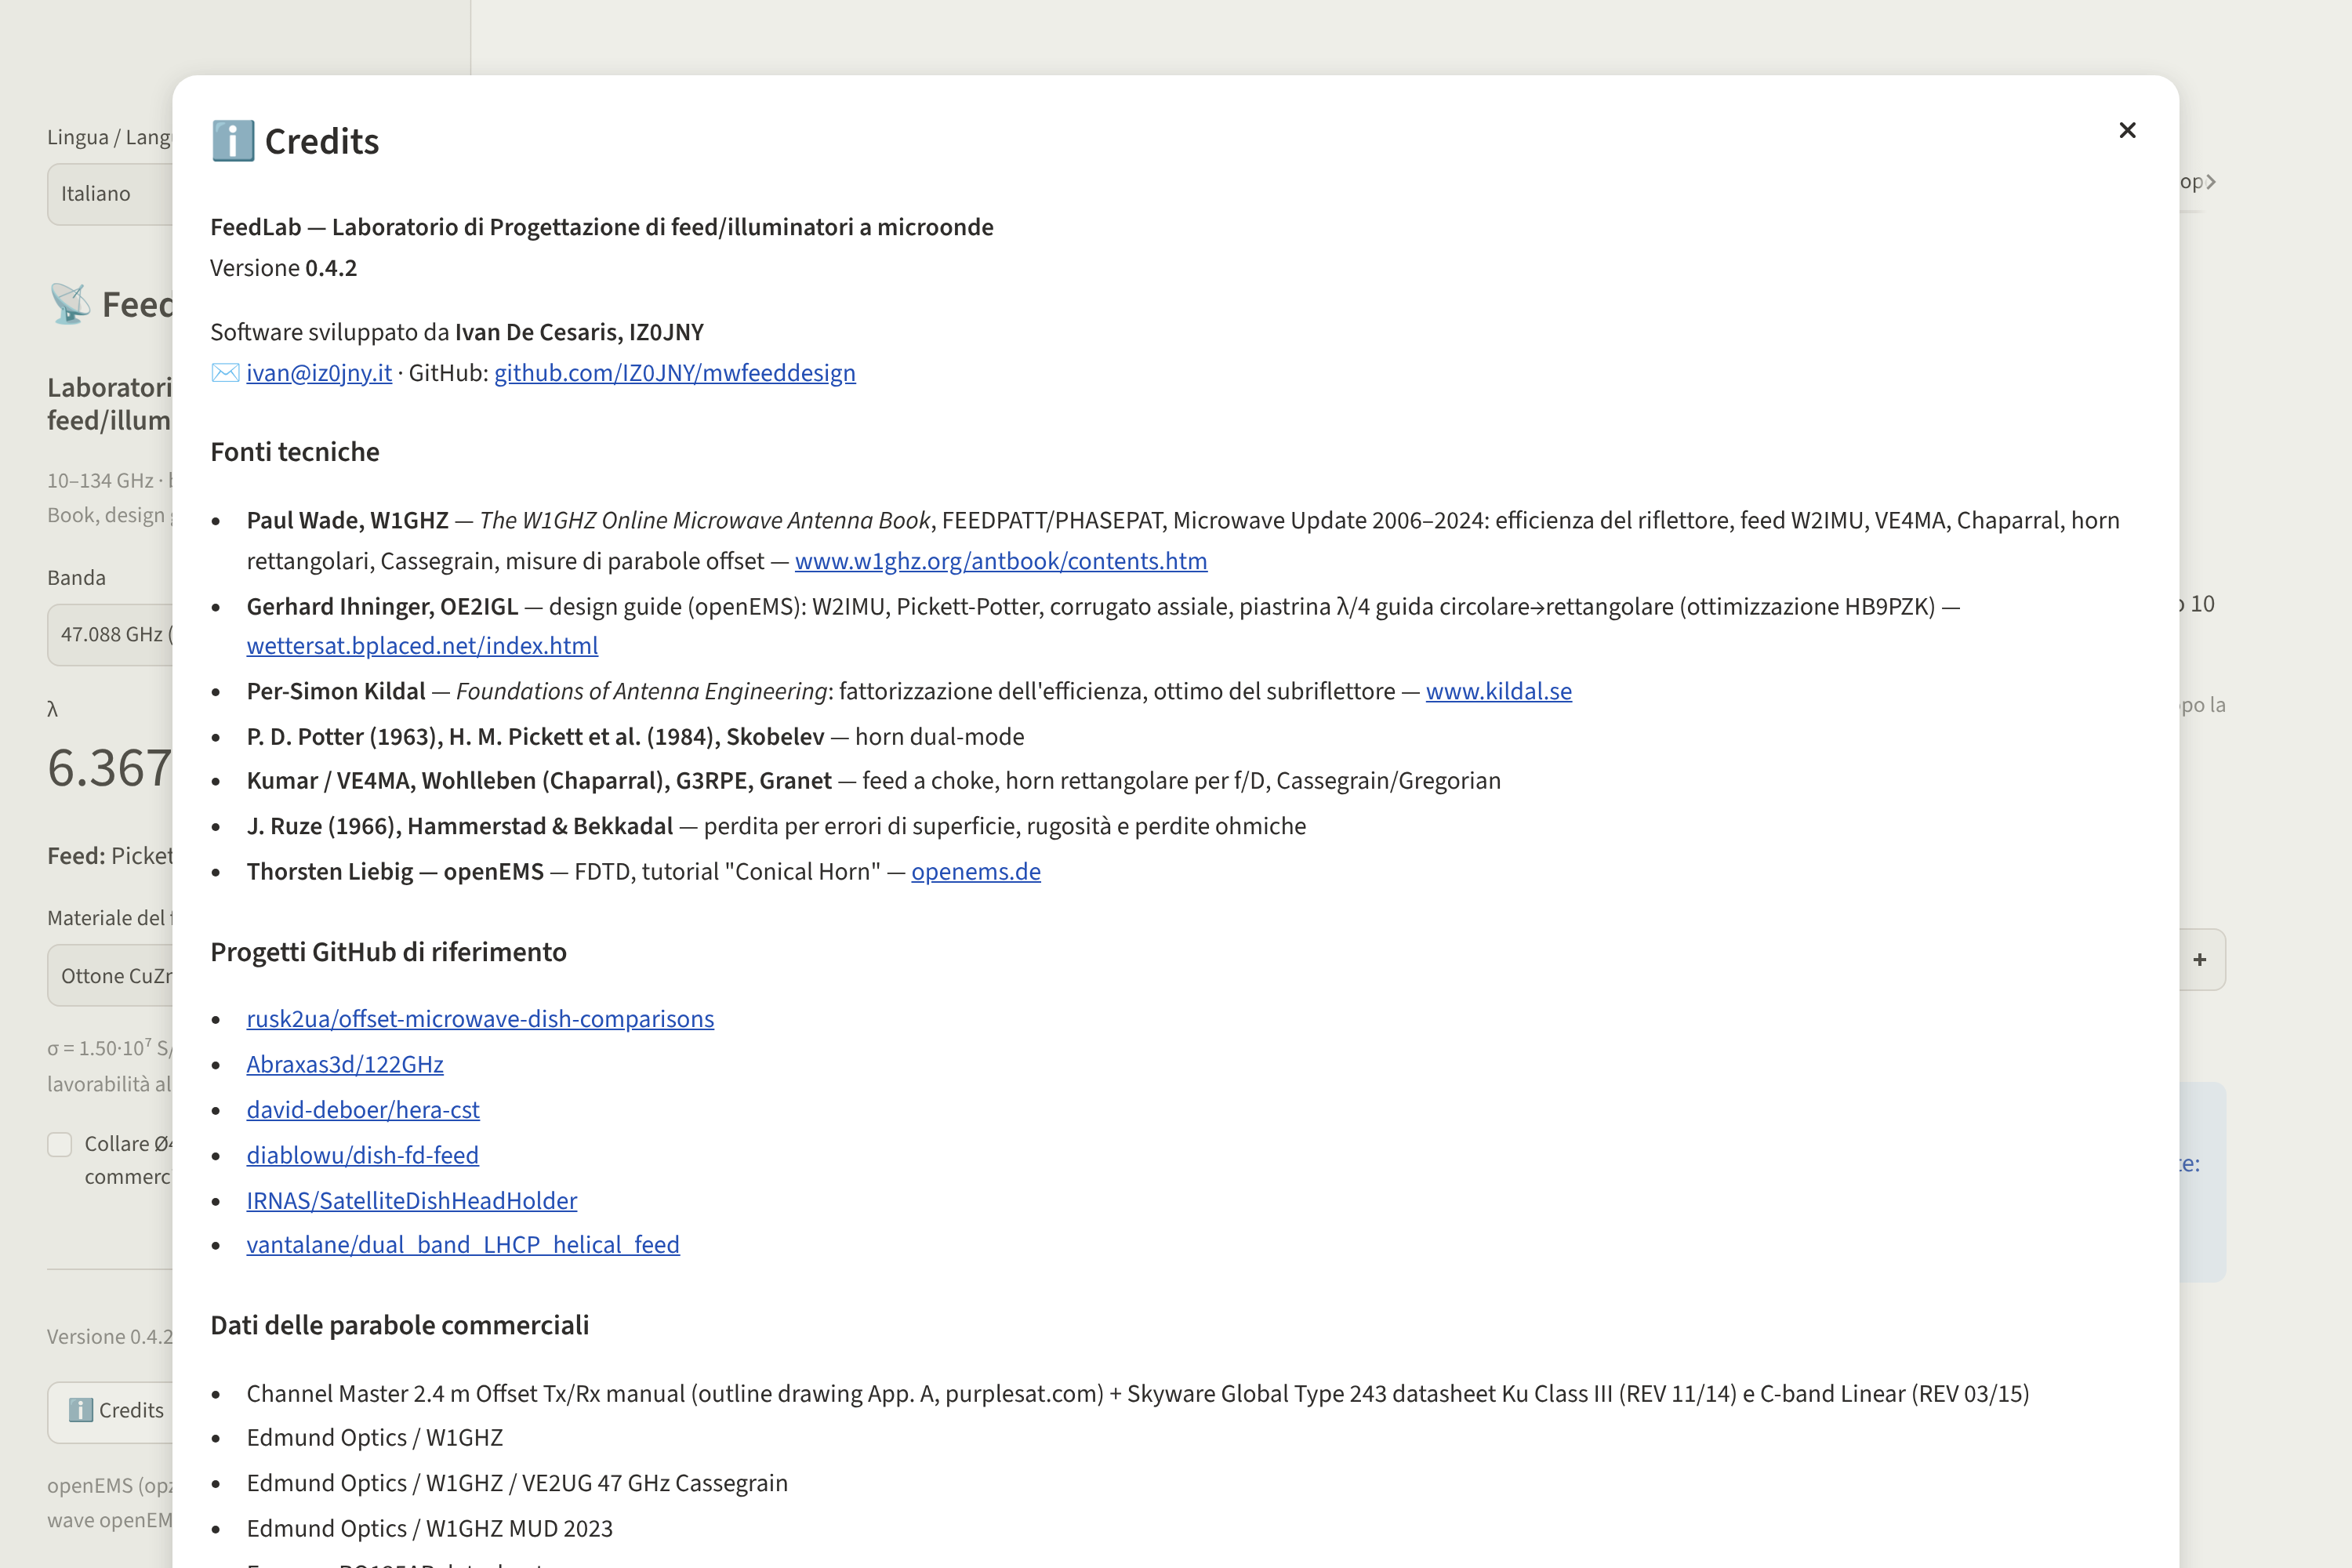 Lingua / Lang
Italiano
Feed
Laboratori
feed/illum
10–134 GHz ·
Book, design
Banda
47.088 GHz (
λ
6.367
Feed: Picket
Materiale del
Ottone CuZn
σ = 1.50·10⁷ S/
lavorabilità al
Collare Ø4
commerc
Versione 0.4.2
ℹ️ Credits
openEMS (opz
wave openEM
ℹ️ Credits
×
FeedLab — Laboratorio di Progettazione di feed/illuminatori a microonde
Versione 0.4.2
Software sviluppato da Ivan De Cesaris, IZ0JNY
✉️ ivan@iz0jny.it · GitHub: github.com/IZ0JNY/mwfeeddesign
Fonti tecniche
• Paul Wade, W1GHZ — The W1GHZ Online Microwave Antenna Book, FEEDPATT/PHASEPAT, Microwave Update 2006–2024: efficienza del riflettore, feed W2IMU, VE4MA, Chaparral, horn
rettangolari, Cassegrain, misure di parabole offset — www.w1ghz.org/antbook/contents.htm
• Gerhard Ihninger, OE2IGL — design guide (openEMS): W2IMU, Pickett-Potter, corrugato assiale, piastrina λ/4 guida circolare→rettangolare (ottimizzazione HB9PZK) —
wettersat.bplaced.net/index.html
• Per-Simon Kildal — Foundations of Antenna Engineering: fattorizzazione dell'efficienza, ottimo del subriflettore — www.kildal.se
• P. D. Potter (1963), H. M. Pickett et al. (1984), Skobelev — horn dual-mode
• Kumar / VE4MA, Wohlleben (Chaparral), G3RPE, Granet — feed a choke, horn rettangolare per f/D, Cassegrain/Gregorian
• J. Ruze (1966), Hammerstad & Bekkadal — perdita per errori di superficie, rugosità e perdite ohmiche
• Thorsten Liebig — openEMS — FDTD, tutorial "Conical Horn" — openems.de
Progetti GitHub di riferimento
• rusk2ua/offset-microwave-dish-comparisons
• Abraxas3d/122GHz
• david-deboer/hera-cst
• diablowu/dish-fd-feed
• IRNAS/SatelliteDishHeadHolder
• vantalane/dual_band_LHCP_helical_feed
Dati delle parabole commerciali
• Channel Master 2.4 m Offset Tx/Rx manual (outline drawing App. A, purplesat.com) + Skyware Global Type 243 datasheet Ku Class III (REV 11/14) e C-band Linear (REV 03/15)
• Edmund Optics / W1GHZ
• Edmund Optics / W1GHZ / VE2UG 47 GHz Cassegrain
• Edmund Optics / W1GHZ MUD 2023
op
10
po la
+
te: